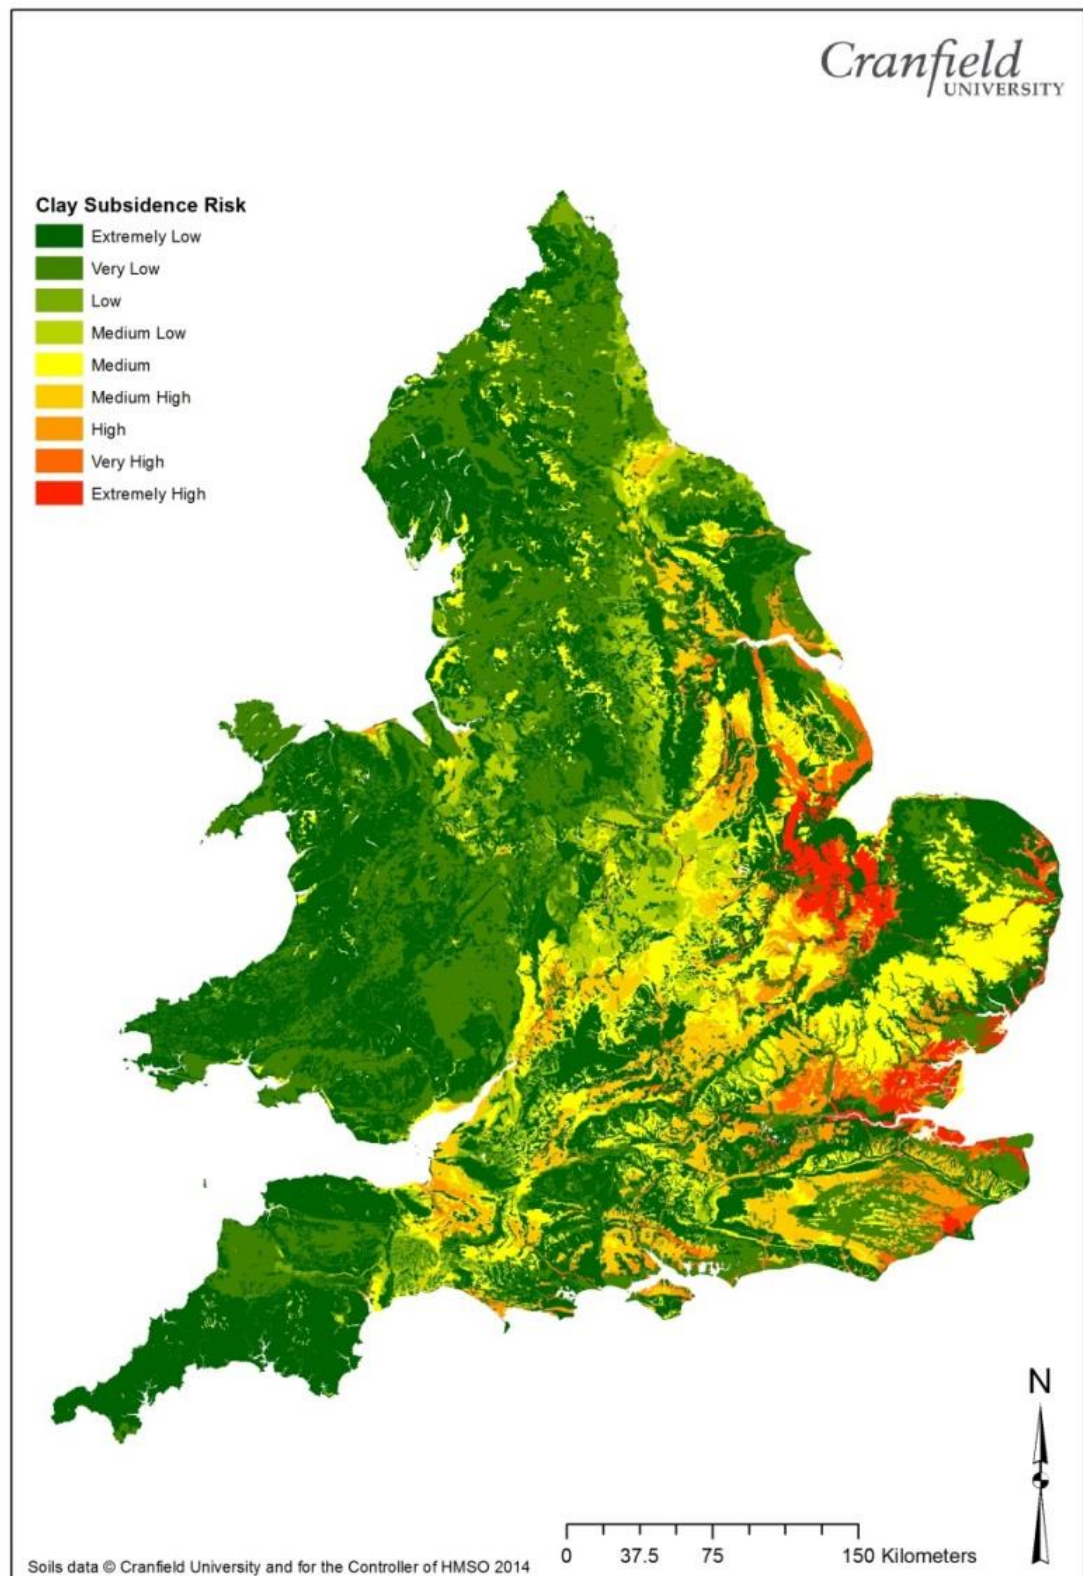 Cranfield
UNIVERSITY
Clay Subsidence Risk
Extremely Low
Very Low
Low
Medium Low
Medium
Medium High
High
Very High
Extremely High
N
0 37.5 75 150 Kilometers
Soils data © Cranfield University and for the Controller of HMSO 2014